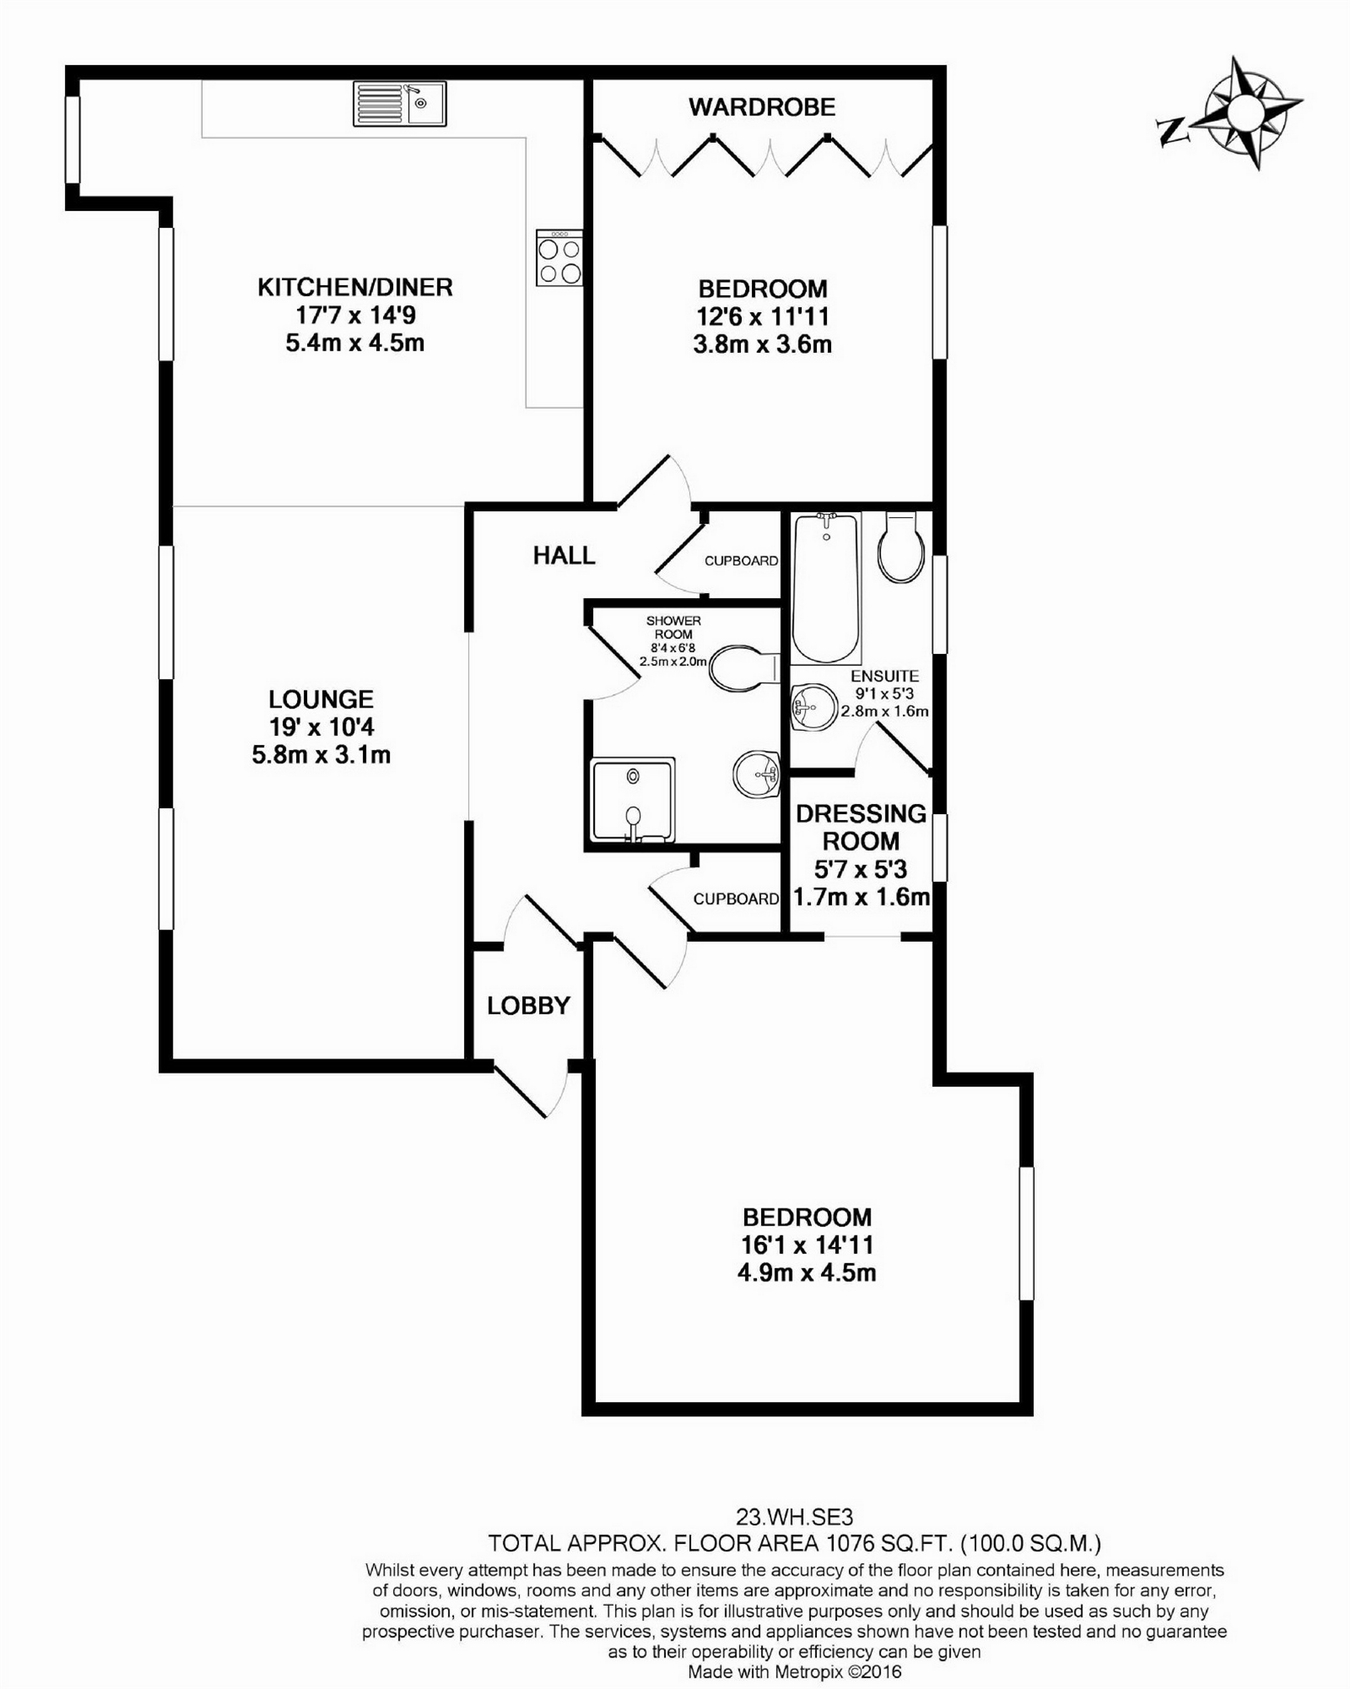 WARDROBE
N
KITCHEN/DINER
17'7 x 14'9
5.4m x 4.5m
BEDROOM
12'6 x 11'11
3.8m x 3.6m
HALL
CUPBOARD
SHOWER
ROOM
8'4 x 6'8
2.5m x 2.0m
ENSUITE
9'1 x 5'3
2.8m x 1.6m
LOUNGE
19' x 10'4
5.8m x 3.1m
DRESSING
ROOM
5'7 x 5'3
1.7m x 1.6m
CUPBOARD
LOBBY
BEDROOM
16'1 x 14'11
4.9m x 4.5m
23.WH.SE3
TOTAL APPROX. FLOOR AREA 1076 SQ.FT. (100.0 SQ.M.)
Whilst every attempt has been made to ensure the accuracy of the floor plan contained here, measurements
of doors, windows, rooms and any other items are approximate and no responsibility is taken for any error,
omission, or mis-statement. This plan is for illustrative purposes only and should be used as such by any
prospective purchaser. The services, systems and appliances shown have not been tested and no guarantee
as to their operability or efficiency can be given
Made with Metropix ©2016